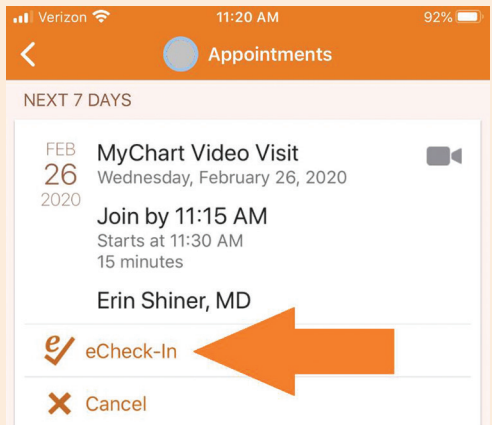 Verizon 11:20 AM 92%
Appointments
NEXT 7 DAYS
FEB
26
2020
MyChart Video Visit
Wednesday, February 26, 2020
Join by 11:15 AM
Starts at 11:30 AM
15 minutes
Erin Shiner, MD
eCheck-In
Cancel